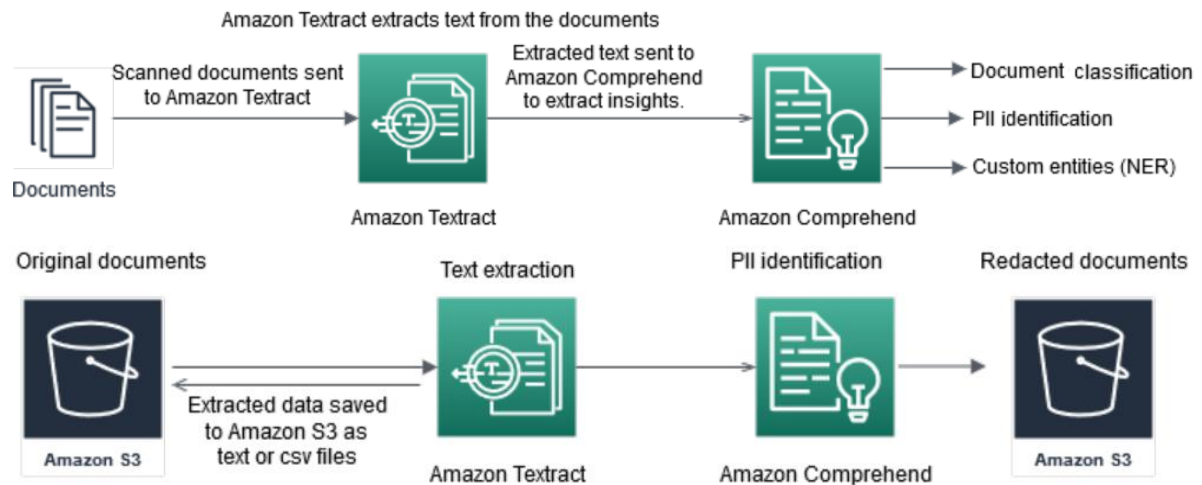 Amazon Textract extracts text from the documents
Scanned documents sent
to Amazon Textract
Extracted text sent to
Amazon Comprehend
to extract insights.
Document classification
PII identification
Custom entities (NER)
Documents
Amazon Textract
Amazon Comprehend
Original documents
Text extraction
PII identification
Redacted documents
Extracted data saved
to Amazon S3 as
text or csv files
Amazon S3
Amazon Textract
Amazon Comprehend
Amazon S3